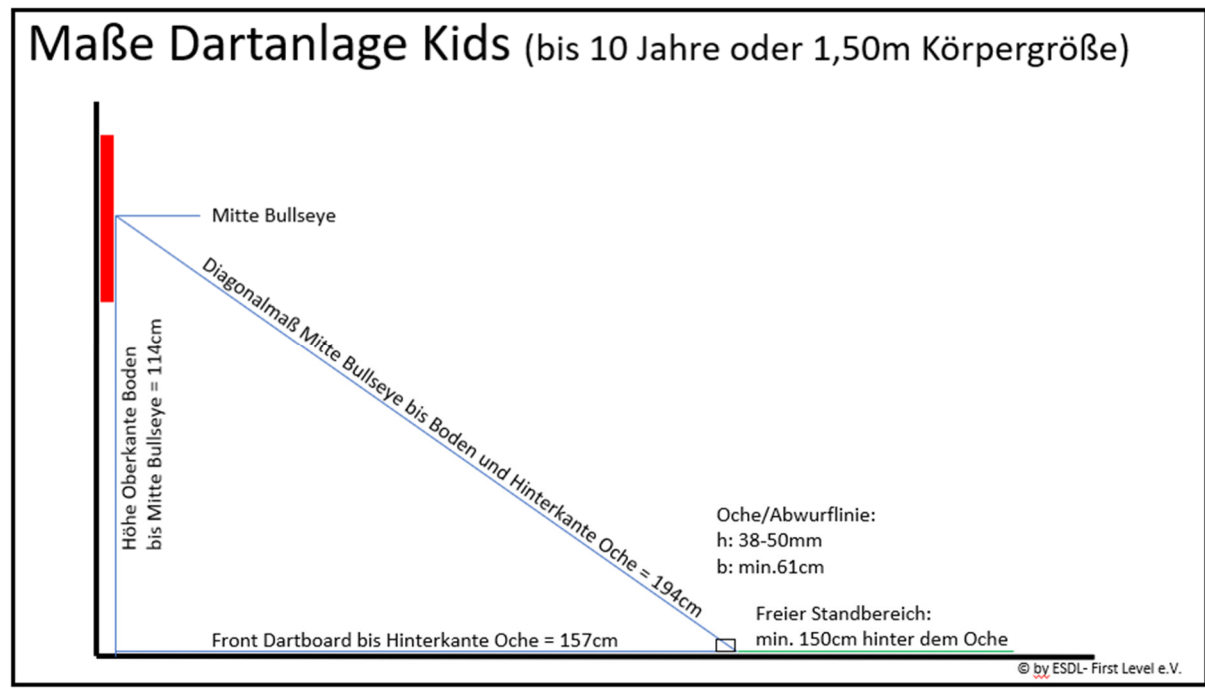 Maße Dartanlage Kids (bis 10 Jahre oder 1,50m Körpergröße)
Mitte Bullseye
Diagonalmaß Mitte Bullseye bis Boden und Hinterkante Oche = 194cm
Höhe Oberkante Boden
bis Mitte Bullseye = 114cm
Oche/Abwurflinie:
h: 38-50mm
b: min.61cm
Freier Standbereich:
min. 150cm hinter dem Oche
Front Dartboard bis Hinterkante Oche = 157cm
© by ESDL- First Level e.V.